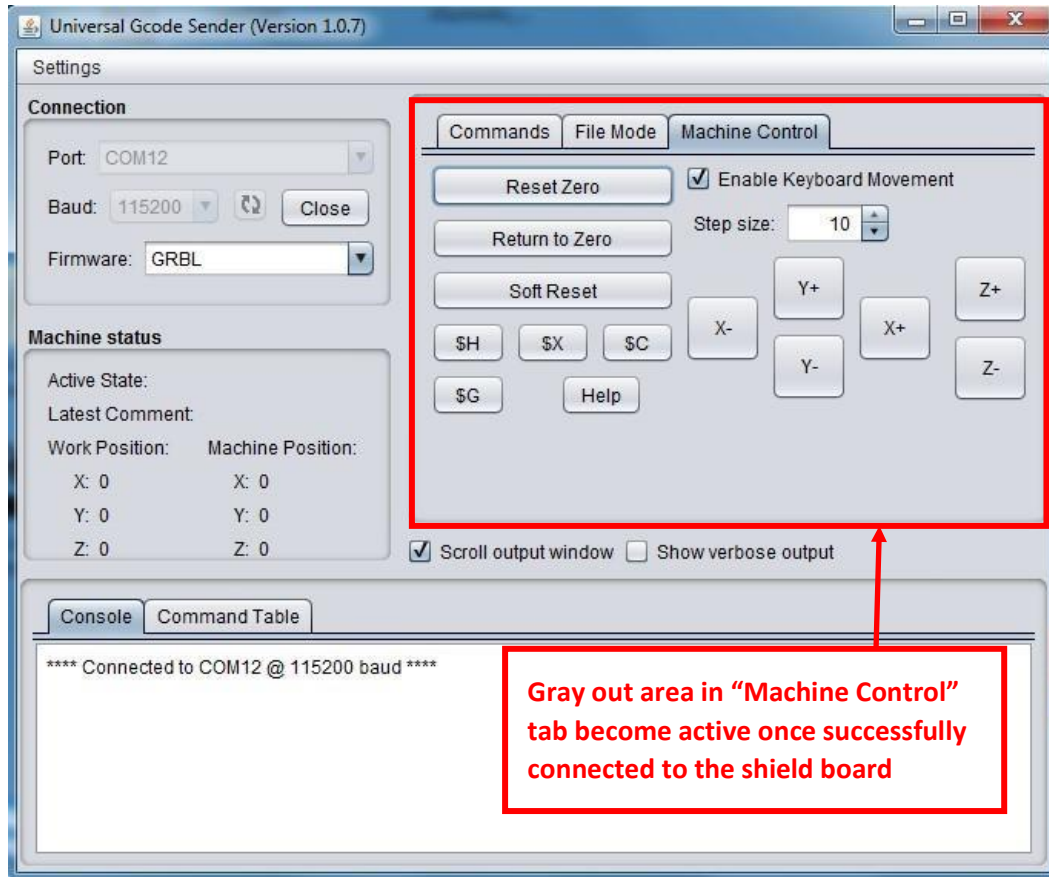 Universal Gcode Sender (Version 1.0.7)
Settings
Connection
Port: COM12
Baud: 115200 Close
Firmware: GRBL
Machine status
Active State:
Latest Comment:
Work Position: Machine Position:
X: 0 X: 0
Y: 0 Y: 0
Z: 0 Z: 0
Commands File Mode Machine Control
Reset Zero Enable Keyboard Movement
Return to Zero Step size: 10
Soft Reset
$H $X $C
$G Help
Y+ Z+
X- X+
Y- Z-
Scroll output window Show verbose output
Console Command Table
**** Connected to COM12 @ 115200 baud ****
Gray out area in “Machine Control”
tab become active once successfully
connected to the shield board